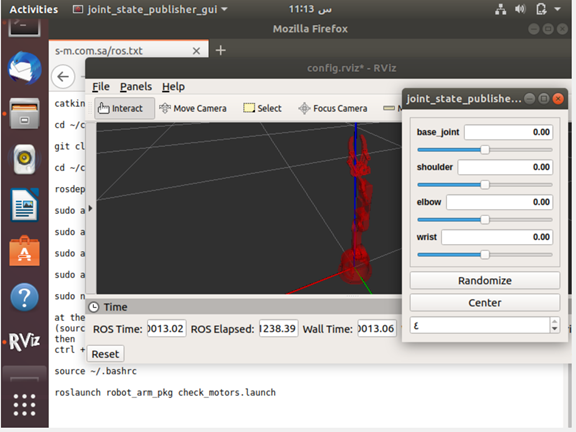 Activities joint_state_publisher_gui 11:13 س
Mozilla Firefox
s-m.com.sa/ros.txt
config.rviz* - RViz
File Panels Help
Interact Move Camera Select Focus Camera
catkin
cd ~/c
git cl
cd ~/c
rosdep
sudo a
sudo a
sudo a
sudo a
sudo a
sudo n
at the
(sourc
then
ctrl +
source ~/.bashrc
roslaunch robot_arm_pkg check_motors.launch
joint_state_publishe...
base_joint 0.00
shoulder 0.00
elbow 0.00
wrist 0.00
Randomize
Center
٤
Time
ROS Time: 0013.02 ROS Elapsed: 1238.39 Wall Time: 0013.06
Reset
RViz